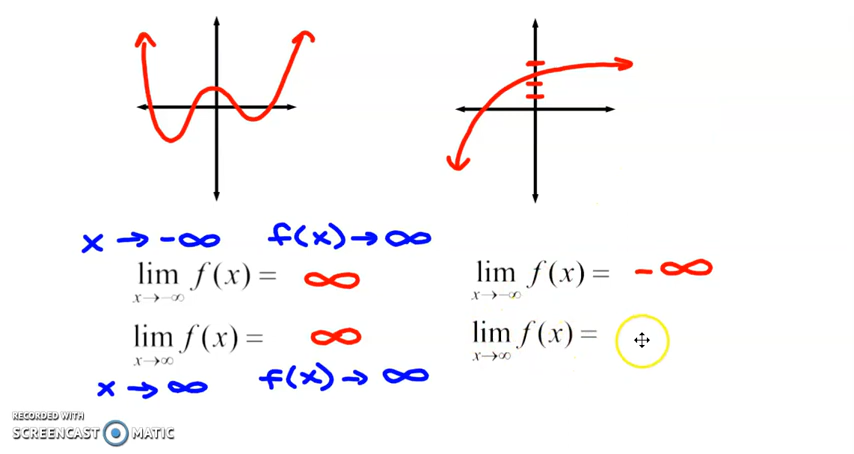 x → -∞ f(x) → ∞
lim f(x) = ∞
x→-∞
lim f(x) = ∞
x→∞
x → ∞ f(x) → ∞
lim f(x) = -∞
x→-∞
lim f(x) =
x→∞
RECORDED WITH
SCREENCAST MATIC